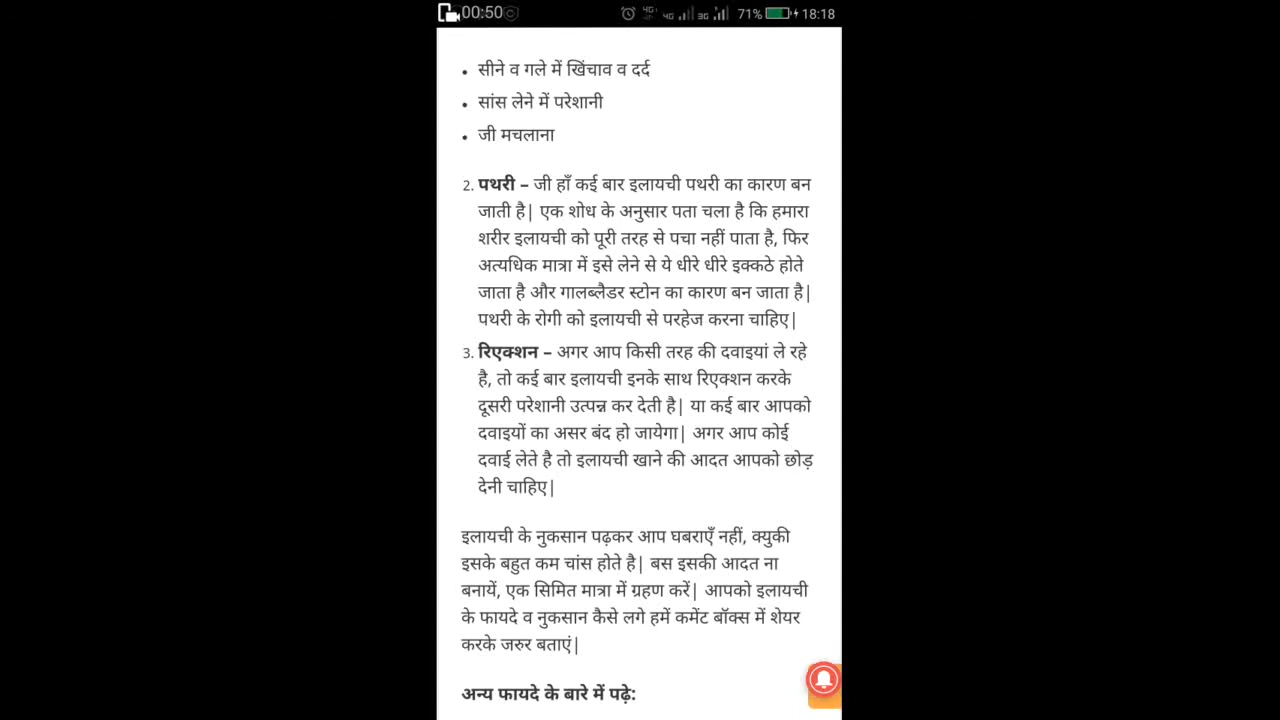 00:50
4G+ 4G 3G 71% 18:18
• सीने व गले में खिंचाव व दर्द
• सांस लेने में परेशानी
• जी मचलाना
2. पथरी – जी हाँ कई बार इलायची पथरी का कारण बन
जाती है| एक शोध के अनुसार पता चला है कि हमारा
शरीर इलायची को पूरी तरह से पचा नहीं पाता है, फिर
अत्यधिक मात्रा में इसे लेने से ये धीरे धीरे इक्कठे होते
जाता है और गालब्लैडर स्टोन का कारण बन जाता है|
पथरी के रोगी को इलायची से परहेज करना चाहिए|
3. रिएक्शन – अगर आप किसी तरह की दवाइयां ले रहे
है, तो कई बार इलायची इनके साथ रिएक्शन करके
दूसरी परेशानी उत्पन्न कर देती है| या कई बार आपको
दवाइयों का असर बंद हो जायेगा| अगर आप कोई
दवाई लेते है तो इलायची खाने की आदत आपको छोड़
देनी चाहिए|
इलायची के नुकसान पढ़कर आप घबराएँ नहीं, क्युकी
इसके बहुत कम चांस होते है| बस इसकी आदत ना
बनायें, एक सिमित मात्रा में ग्रहण करें| आपको इलायची
के फायदे व नुकसान कैसे लगे हमें कमेंट बॉक्स में शेयर
करके जरुर बताएं|
अन्य फायदे के बारे में पढ़े: